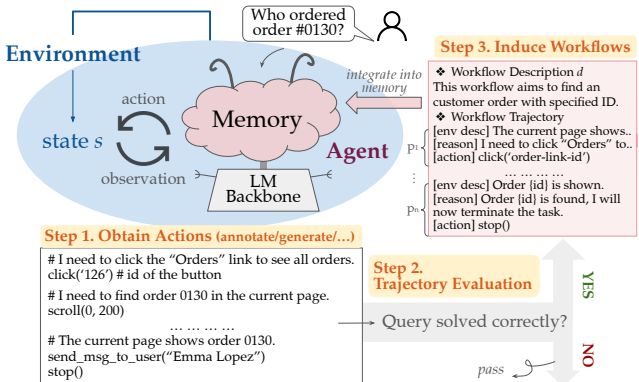 Who ordered
order #0130?
Environment
action
state s
observation
Memory
Agent
LM
Backbone
integrate into
memory
Step 3. Induce Workflows
❖ Workflow Description d
This workflow aims to find an
customer order with specified ID.
❖ Workflow Trajectory
[env desc] The current page shows..
[reason] I need to click “Orders” to..
[action] click(‘order-link-id’)
… … … …
[env desc] Order {id} is shown.
[reason] Order {id} is found, I will
now terminate the task.
[action] stop()
p1
⋮
pn
Step 1. Obtain Actions (annotate/generate/…)
# I need to click the “Orders” link to see all orders.
click(‘126’) # id of the button
# I need to find order 0130 in the current page.
scroll(0, 200)
… … … …
# The current page shows order 0130.
send_msg_to_user(“Emma Lopez”)
stop()
Step 2.
Trajectory Evaluation
Query solved correctly?
YES
NO
pass